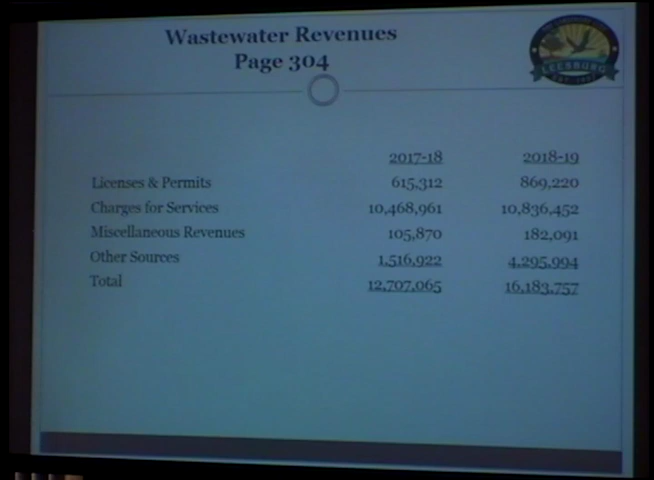 Wastewater Revenues
Page 304
LEESBURG
2017-18 2018-19
Licenses & Permits 615,312 869,220
Charges for Services 10,468,961 10,836,452
Miscellaneous Revenues 105,870 182,091
Other Sources 1,516,922 4,295,994
Total 12,707,065 16,183,757